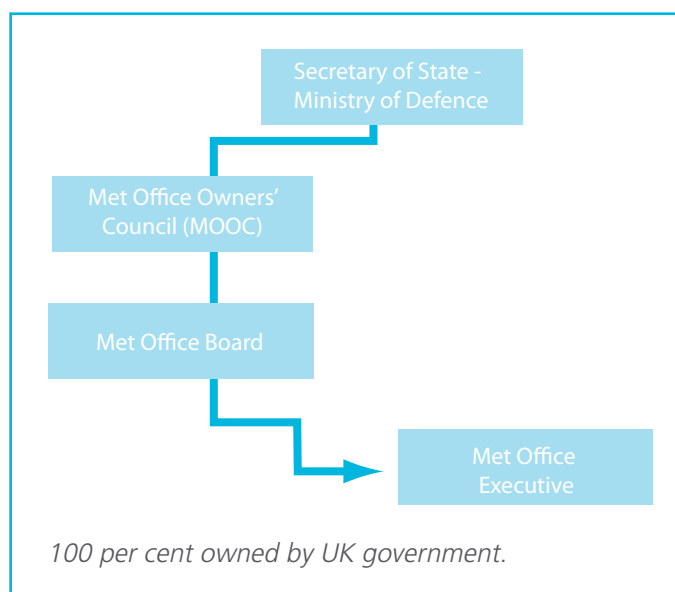 Secretary of State -
Ministry of Defence
Met Office Owners’
Council (MOOC)
Met Office Board
Met Office
Executive
100 per cent owned by UK government.